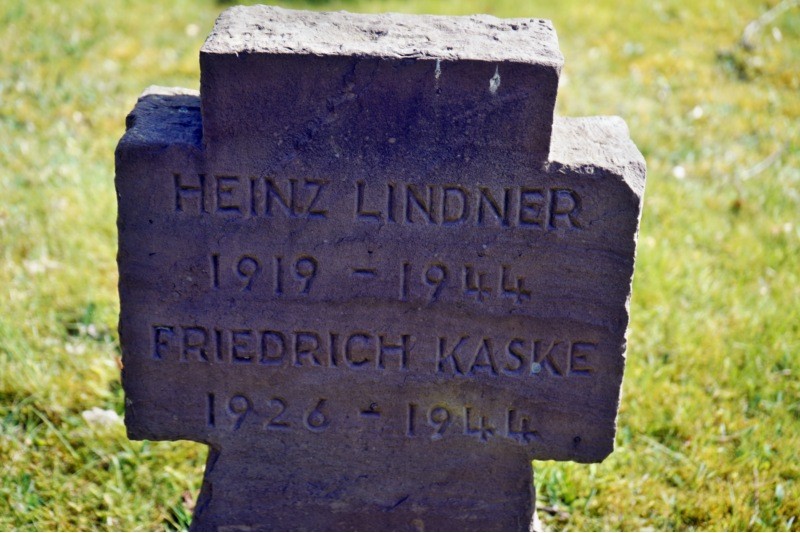 HEINZ LINDNER
1919 - 1944
FRIEDRICH KASKE
1926 - 1944